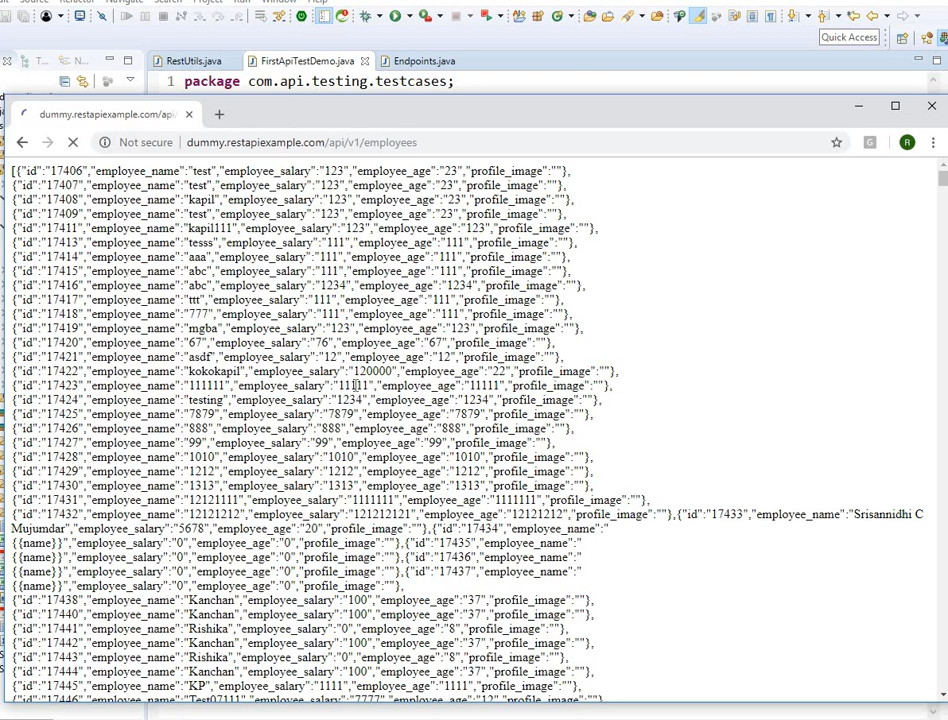 Navigate Search Project Run Window Help
Quick Access
RestUtils.java FirstApiTestDemo.java Endpoints.java
1 package com.api.testing.testcases;
dummy.restapiexample.com/api/
Not secure dummy.restapiexample.com/api/v1/employees
[{"id":"17406","employee_name":"test","employee_salary":"123","employee_age":"23","profile_image":""},
{"id":"17407","employee_name":"test","employee_salary":"123","employee_age":"23","profile_image":""},
{"id":"17408","employee_name":"kapil","employee_salary":"123","employee_age":"23","profile_image":""},
{"id":"17409","employee_name":"test","employee_salary":"123","employee_age":"23","profile_image":""},
{"id":"17411","employee_name":"kapil111","employee_salary":"123","employee_age":"123","profile_image":""},
{"id":"17413","employee_name":"tesss","employee_salary":"111","employee_age":"111","profile_image":""},
{"id":"17414","employee_name":"aaa","employee_salary":"111","employee_age":"111","profile_image":""},
{"id":"17415","employee_name":"abc","employee_salary":"111","employee_age":"111","profile_image":""},
{"id":"17416","employee_name":"abc","employee_salary":"1234","employee_age":"1234","profile_image":""},
{"id":"17417","employee_name":"ttt","employee_salary":"111","employee_age":"111","profile_image":""},
{"id":"17418","employee_name":"777","employee_salary":"111","employee_age":"111","profile_image":""},
{"id":"17419","employee_name":"mgba","employee_salary":"123","employee_age":"123","profile_image":""},
{"id":"17420","employee_name":"67","employee_salary":"76","employee_age":"67","profile_image":""},
{"id":"17421","employee_name":"asdf","employee_salary":"12","employee_age":"12","profile_image":""},
{"id":"17422","employee_name":"kokokapil","employee_salary":"120000","employee_age":"22","profile_image":""},
{"id":"17423","employee_name":"111111","employee_salary":"11111","employee_age":"11111","profile_image":""},
{"id":"17424","employee_name":"testing","employee_salary":"1234","employee_age":"1234","profile_image":""},
{"id":"17425","employee_name":"7879","employee_salary":"7879","employee_age":"7879","profile_image":""},
{"id":"17426","employee_name":"888","employee_salary":"888","employee_age":"888","profile_image":""},
{"id":"17427","employee_name":"99","employee_salary":"99","employee_age":"99","profile_image":""},
{"id":"17428","employee_name":"1010","employee_salary":"1010","employee_age":"1010","profile_image":""},
{"id":"17429","employee_name":"1212","employee_salary":"1212","employee_age":"1212","profile_image":""},
{"id":"17430","employee_name":"1313","employee_salary":"1313","employee_age":"1313","profile_image":""},
{"id":"17431","employee_name":"12121111","employee_salary":"1111111","employee_age":"1111111","profile_image":""},
{"id":"17432","employee_name":"12121212","employee_salary":"121212121","employee_age":"12121212","profile_image":""},{"id":"17433","employee_name":"Srisannidhi C
Mujumdar","employee_salary":"5678","employee_age":"20","profile_image":""},{"id":"17434","employee_name":"
{{name}}","employee_salary":"0","employee_age":"0","profile_image":""},{"id":"17435","employee_name":"
{{name}}","employee_salary":"0","employee_age":"0","profile_image":""},{"id":"17436","employee_name":"
{{name}}","employee_salary":"0","employee_age":"0","profile_image":""},{"id":"17437","employee_name":"
{{name}}","employee_salary":"0","employee_age":"0","profile_image":""},
{"id":"17438","employee_name":"Kanchan","employee_salary":"100","employee_age":"37","profile_image":""},
{"id":"17440","employee_name":"Kanchan","employee_salary":"100","employee_age":"37","profile_image":""},
{"id":"17441","employee_name":"Rishika","employee_salary":"0","employee_age":"8","profile_image":""},
{"id":"17442","employee_name":"Kanchan","employee_salary":"100","employee_age":"37","profile_image":""},
{"id":"17443","employee_name":"Rishika","employee_salary":"0","employee_age":"8","profile_image":""},
{"id":"17444","employee_name":"Kanchan","employee_salary":"100","employee_age":"37","profile_image":""},
{"id":"17445","employee_name":"KP","employee_salary":"1111","employee_age":"1111","profile_image":""},
{"id":"17446","employee_name":"Test07111","employee_salary":"7777","employee_age":"12","profile_image":""}